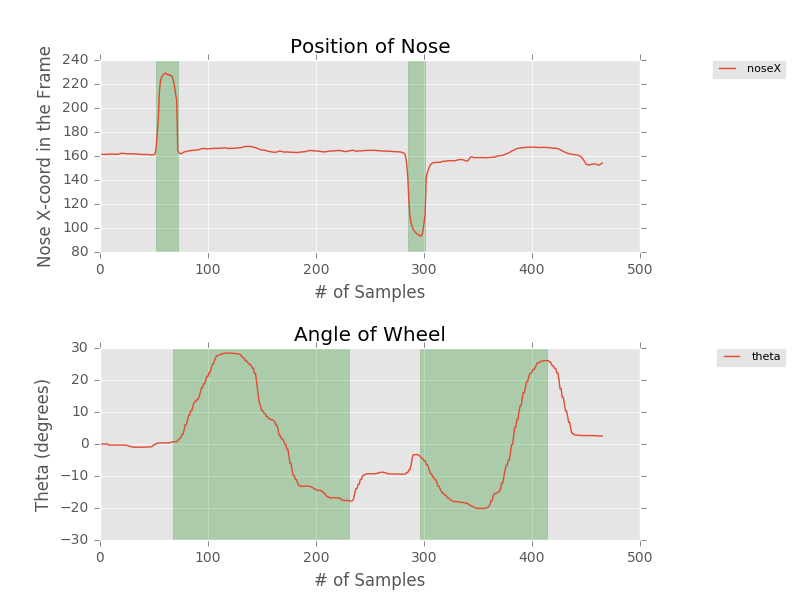 Position of Nose
noseX
Nose X-coord in the Frame
240
220
200
180
160
140
120
100
80
0 100 200 300 400 500
# of Samples
Angle of Wheel
theta
Theta (degrees)
30
20
10
0
−10
−20
−30
0 100 200 300 400 500
# of Samples